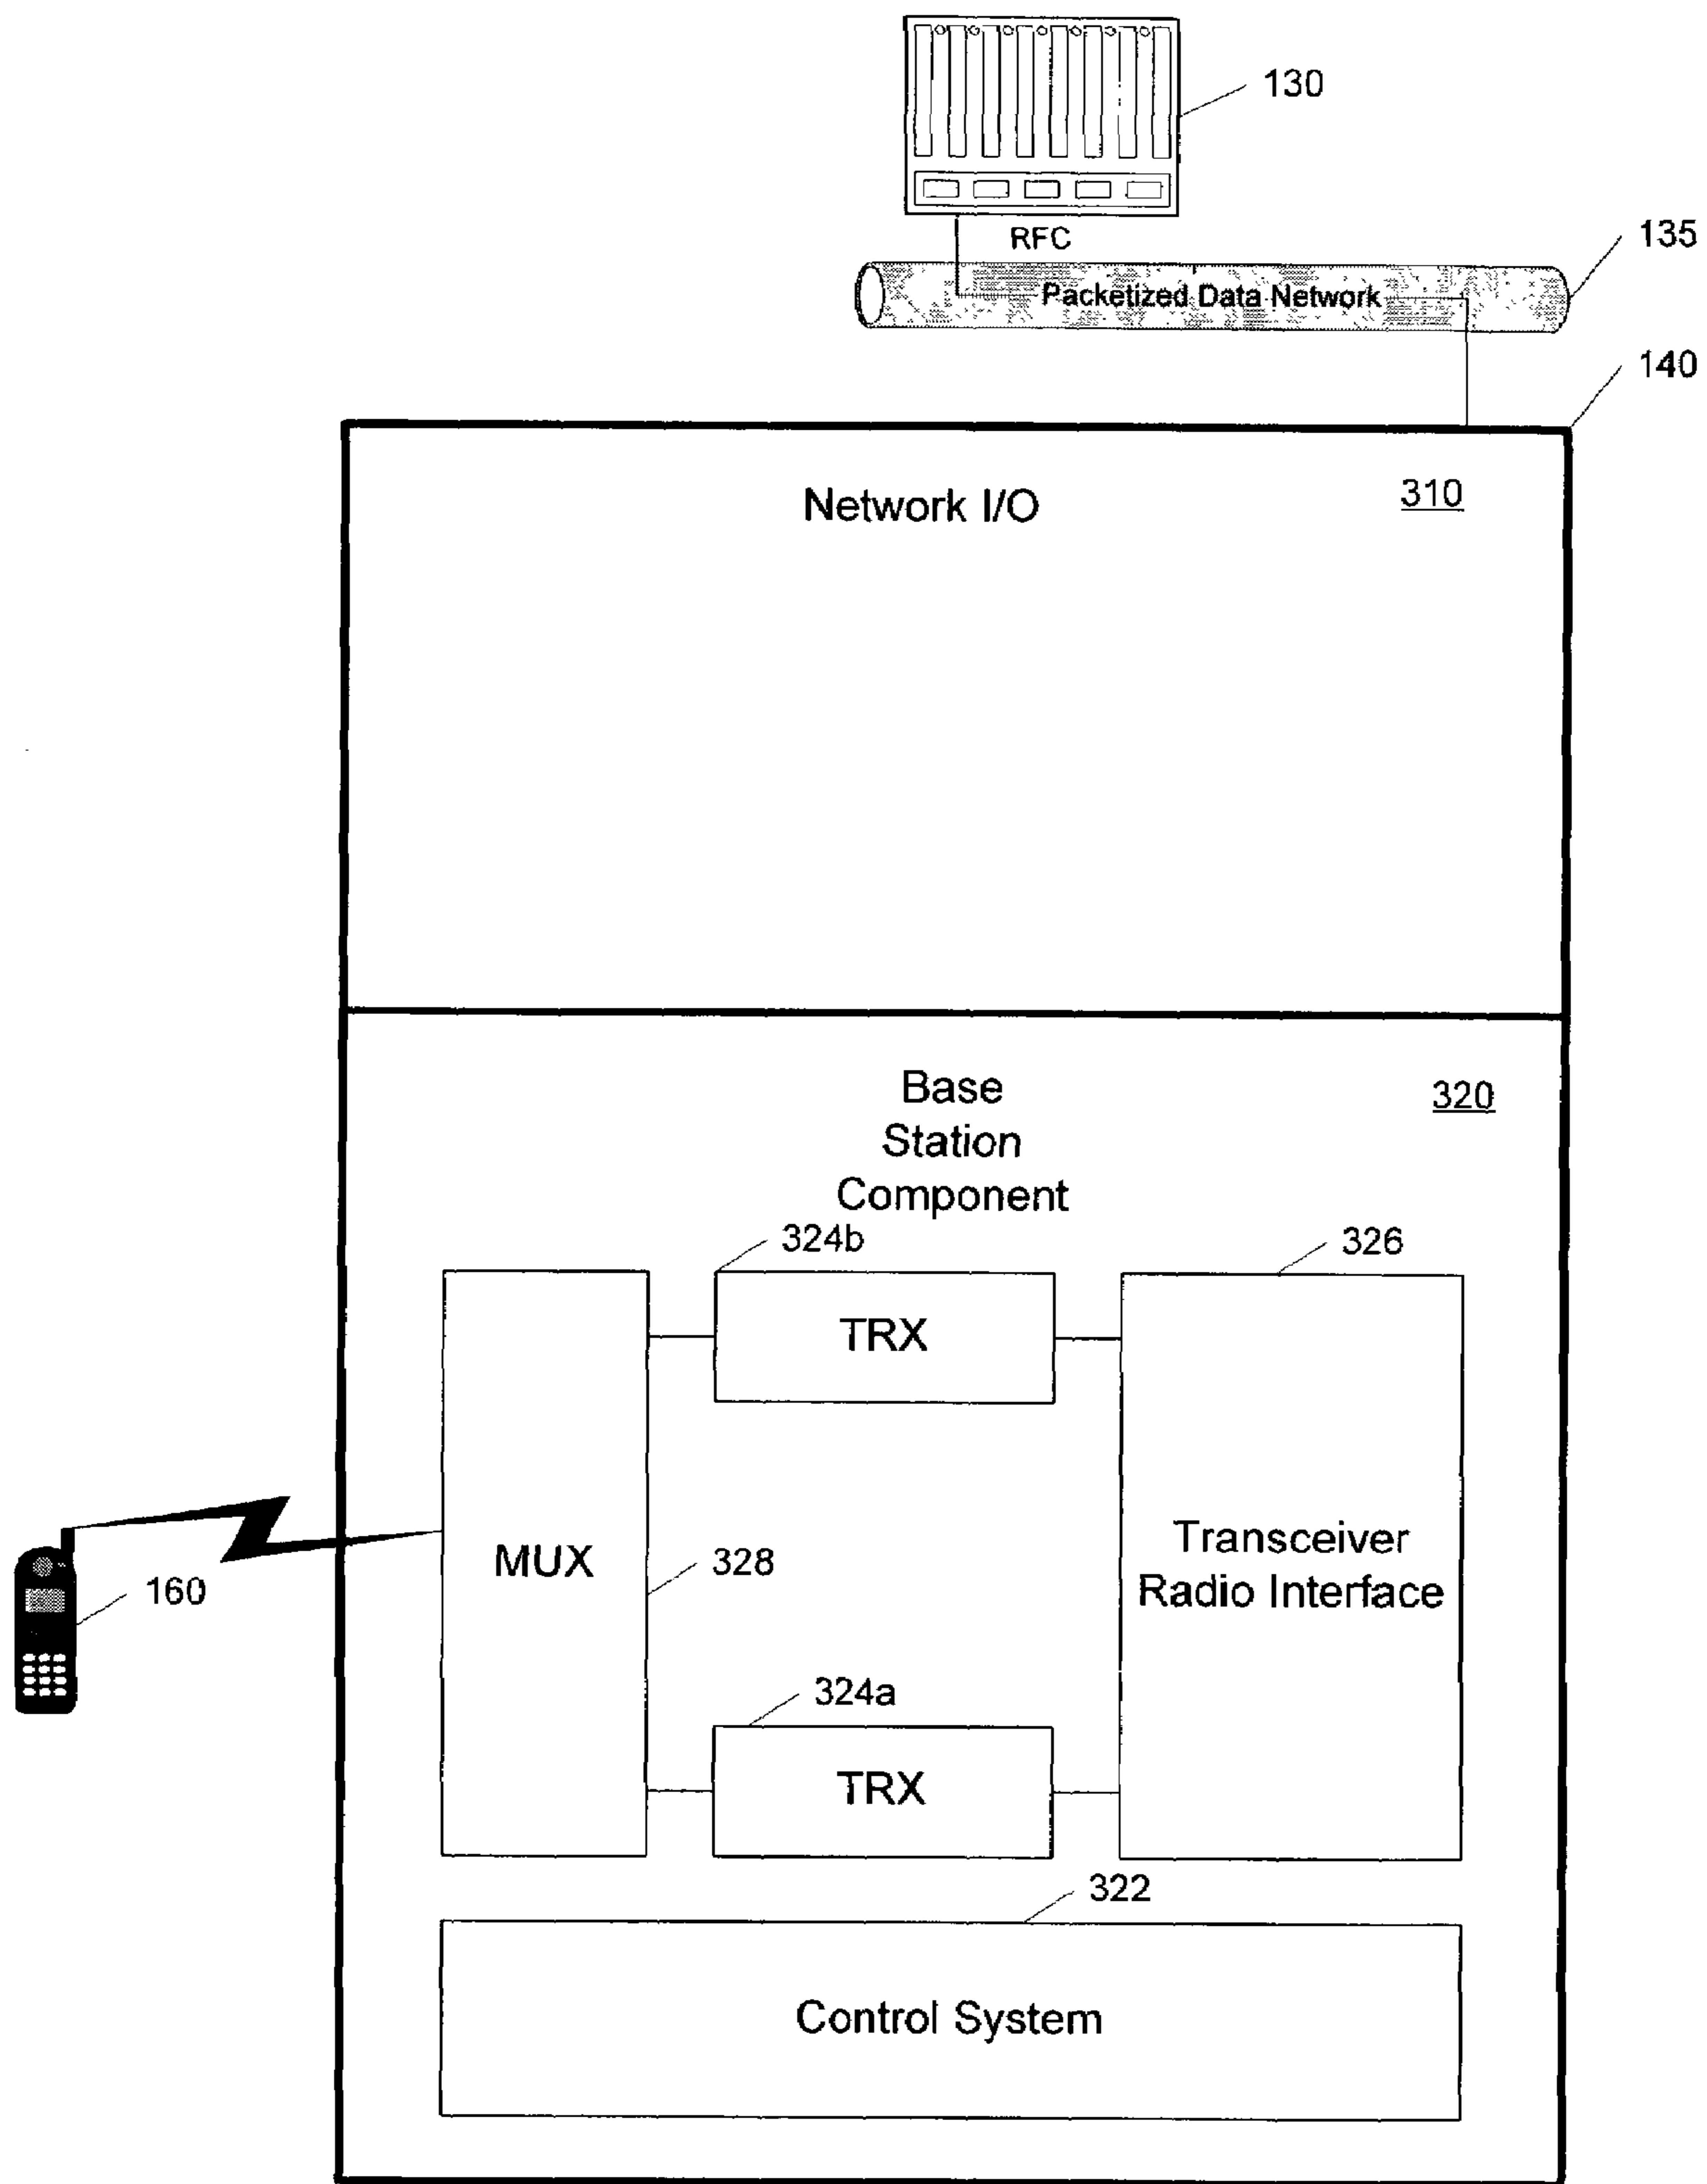 130
RFC
135
Packetized Data Network
140
Network I/O
310
Base
Station
Component
320
324b
326
TRX
MUX
328
Transceiver
Radio Interface
160
324a
TRX
322
Control System